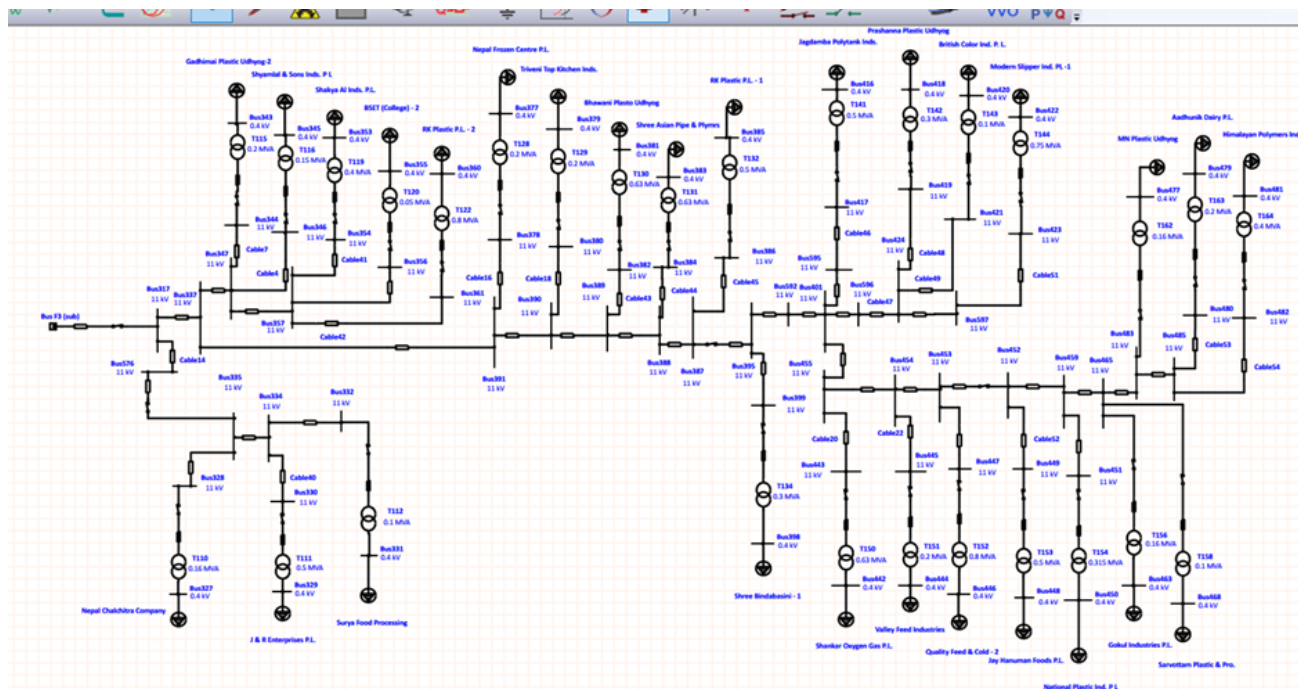 VVO
P Q
Prashanna Plastic Udhyog
Jagdamba Polytank Inds.
British Color Ind. P. L.
Nepal Frozen Centre P.L.
Gadhimai Plastic Udhyog-2
Triveni Top Kitchen Inds.
Modern Slipper Ind. PL -1
Shyamlal & Sons Inds. P L
RK Plastic P.L. - 1
Shakya Al Inds. P.L.
Bhawani Plasto Udhyog
BSET (College) - 2
Shree Asian Pipe & Plymrs
RK Plastic P.L. - 2
Aadhunik Dairy P.L.
MN Plastic Udhyog
Himalayan Polymers Ind
Bus343
0.4 kV
T115
0.2 MVA
Bus344
11 kV
Cable7
Bus347
11 kV
Bus345
0.4 kV
T116
0.15 MVA
Bus346
11 kV
Cable4
Bus353
0.4 kV
T119
0.4 MVA
Bus354
11 kV
Cable41
Bus355
0.4 kV
T120
0.05 MVA
Bus356
11 kV
Bus360
0.4 kV
T122
0.8 MVA
Bus361
11 kV
Bus357
11 kV
Cable42
Bus377
0.4 kV
T128
0.2 MVA
Bus378
11 kV
Cable16
Bus391
11 kV
Bus379
0.4 kV
T129
0.2 MVA
Bus380
11 kV
Cable18
Bus390
11 kV
Bus381
0.4 kV
T130
0.63 MVA
Bus382
11 kV
Cable43
Bus389
11 kV
Bus383
0.4 kV
T131
0.63 MVA
Bus384
11 kV
Cable44
Bus388
11 kV
Bus385
0.4 kV
T132
0.5 MVA
Bus386
11 kV
Cable45
Bus387
11 kV
Bus395
11 kV
Bus592
11 kV
Bus401
11 kV
Bus416
0.4 kV
T141
0.5 MVA
Bus417
11 kV
Cable46
Bus595
11 kV
Bus596
11 kV
Cable47
Bus418
0.4 kV
T142
0.3 MVA
Bus419
11 kV
Bus424
11 kV
Cable48
Bus420
0.4 kV
T143
0.1 MVA
Bus421
11 kV
Cable49
Bus422
0.4 kV
T144
0.75 MVA
Bus423
11 kV
Cable51
Bus597
11 kV
Bus477
0.4 kV
T162
0.16 MVA
Bus483
11 kV
Bus479
0.4 kV
T163
0.2 MVA
Bus480
11 kV
Cable53
Bus485
11 kV
Bus481
0.4 kV
T164
0.4 MVA
Bus482
11 kV
Cable54
Bus F3 (sub)
Bus317
11 kV
Bus337
11 kV
Cable14
Bus576
11 kV
Bus335
11 kV
Bus334
11 kV
Bus332
11 kV
Bus328
11 kV
Cable40
Bus330
11 kV
T110
0.16 MVA
Bus327
0.4 kV
Nepal Chalchitra Company
T111
0.5 MVA
Bus329
0.4 kV
J & R Enterprises P.L.
T112
0.1 MVA
Bus331
0.4 kV
Surya Food Processing
Bus399
11 kV
T134
0.3 MVA
Bus398
0.4 kV
Shree Bindabasini - 1
Bus455
11 kV
Bus454
11 kV
Bus453
11 kV
Bus452
11 kV
Bus459
11 kV
Bus465
11 kV
Cable20
Bus443
11 kV
T150
0.63 MVA
Bus442
0.4 kV
Shankar Oxygen Gas P.L.
Cable22
Bus445
11 kV
T151
0.2 MVA
Bus444
0.4 kV
Valley Feed Industries
Bus447
11 kV
T152
0.8 MVA
Bus446
0.4 kV
Quality Feed & Cold - 2
Cable52
Bus449
11 kV
T153
0.5 MVA
Bus448
0.4 kV
Jay Hanuman Foods P.L.
Bus451
11 kV
T154
0.315 MVA
Bus450
0.4 kV
National Plastic Ind. P L
T156
0.16 MVA
Bus463
0.4 kV
Gokul Industries P.L.
T158
0.1 MVA
Bus468
0.4 kV
Sarvottam Plastic & Pro.